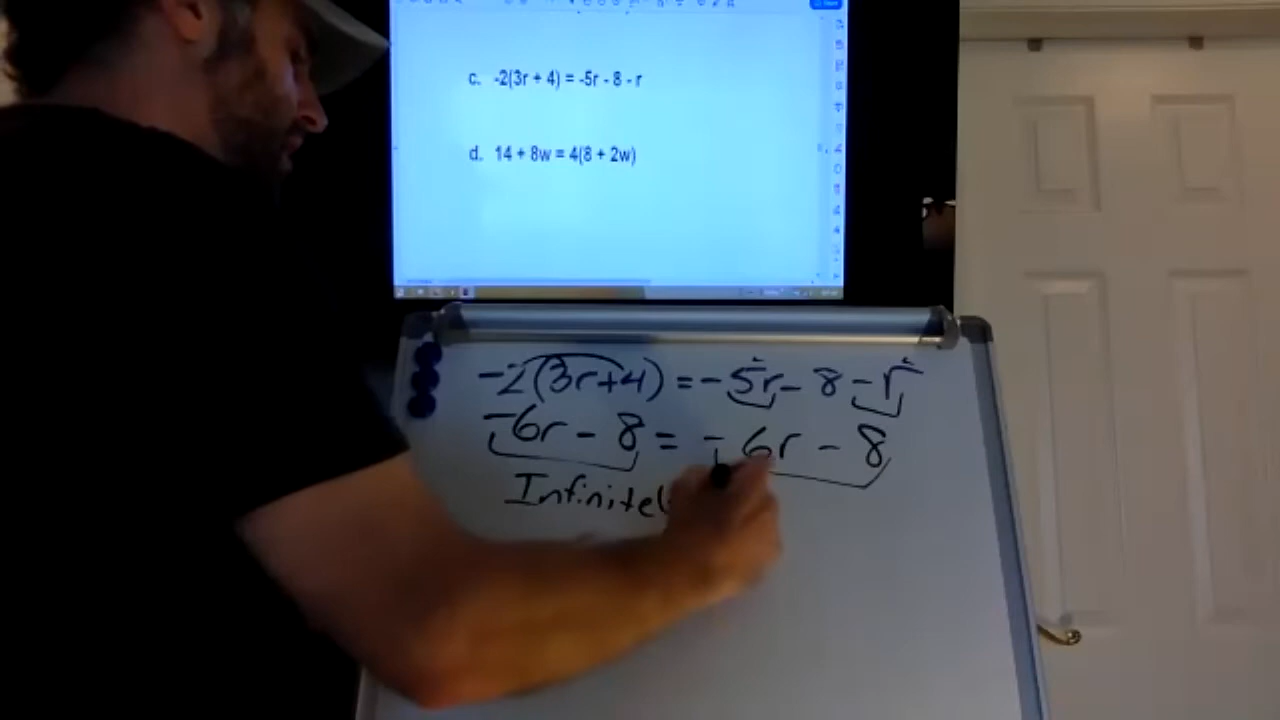 c. -2(3r + 4) = -5r - 8 - r
d. 14 + 8w = 4(8 + 2w)
-2(3r+4) = -5r - 8 - r
-6r - 8 = -6r - 8